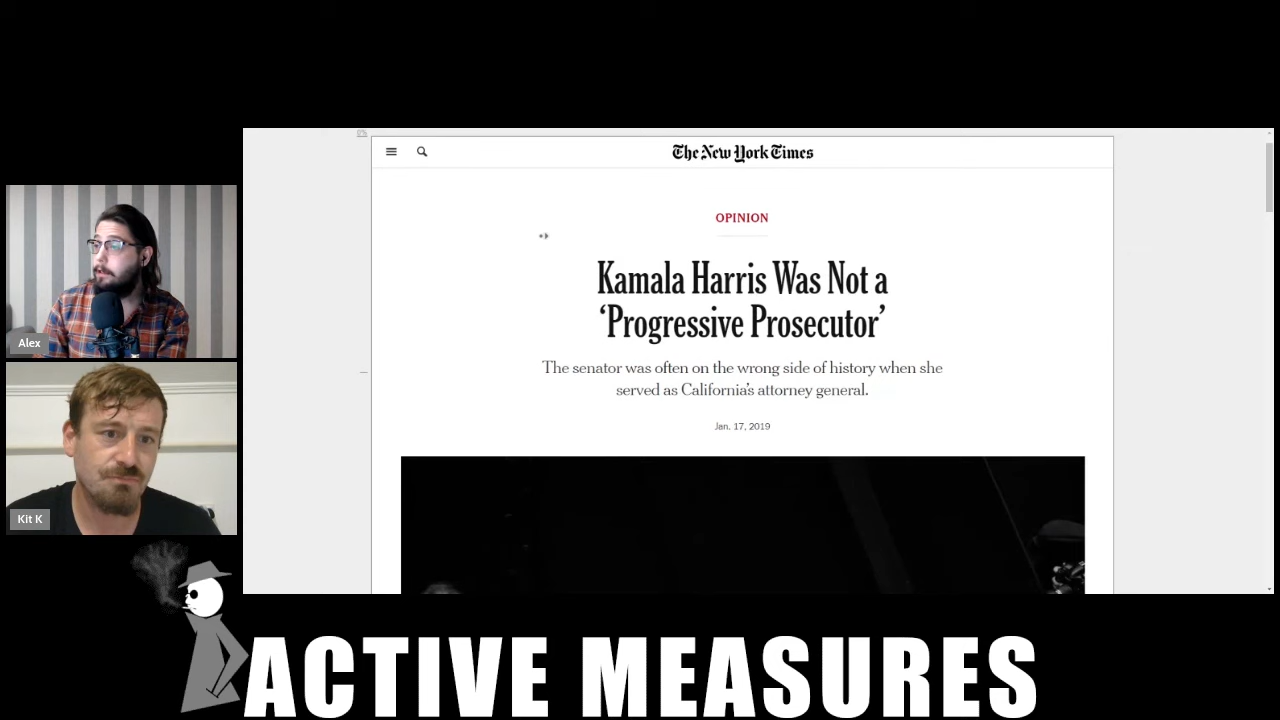 The New York Times
OPINION
Kamala Harris Was Not a
‘Progressive Prosecutor’
The senator was often on the wrong side of history when she
served as California’s attorney general.
Jan. 17, 2019
Alex
Kit K
ACTIVE MEASURES